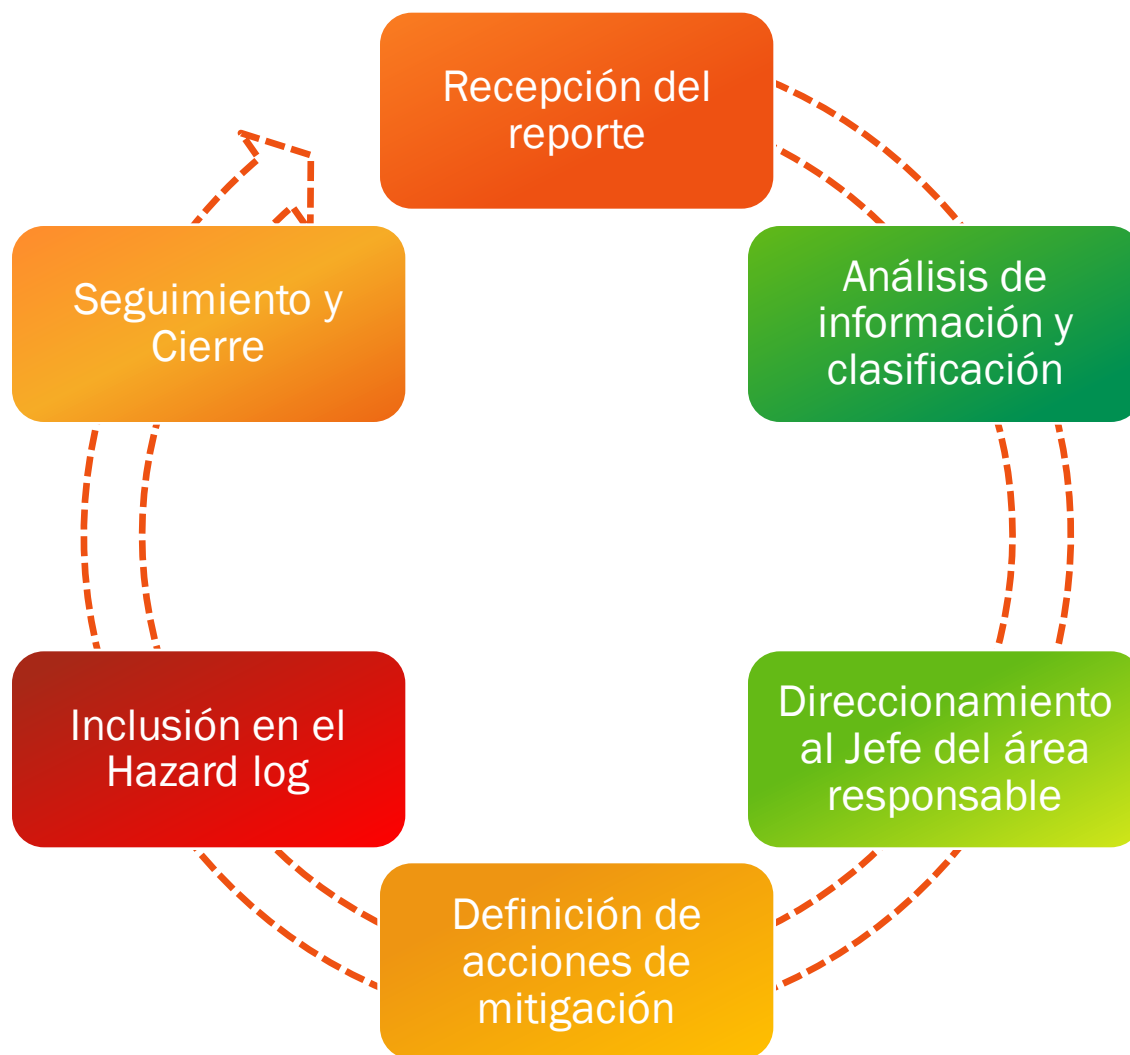 Recepción del
reporte
Análisis de
información y
clasificación
Direccionamiento
al Jefe del área
responsable
Definición de
acciones de
mitigación
Inclusión en el
Hazard log
Seguimiento y
Cierre